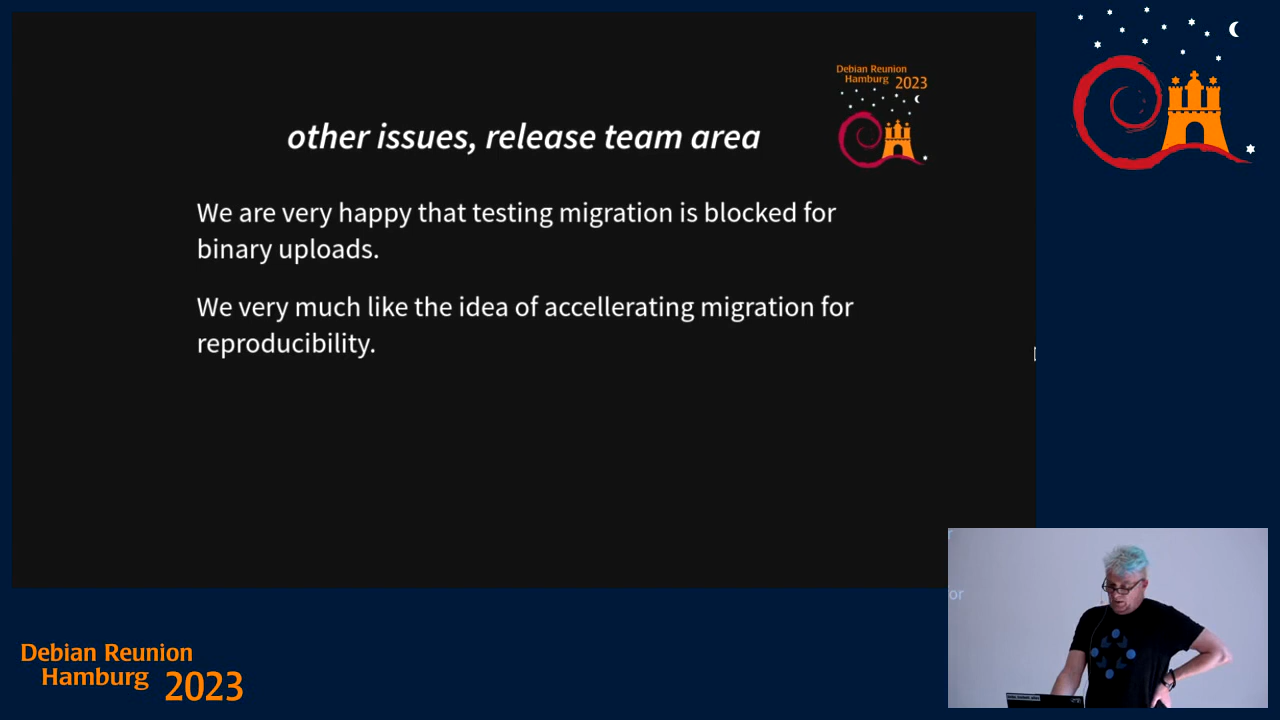 Debian Reunion
Hamburg 2023
other issues, release team area
We are very happy that testing migration is blocked for
binary uploads.
We very much like the idea of accellerating migration for
reproducibility.
or
Debian Reunion
Hamburg 2023